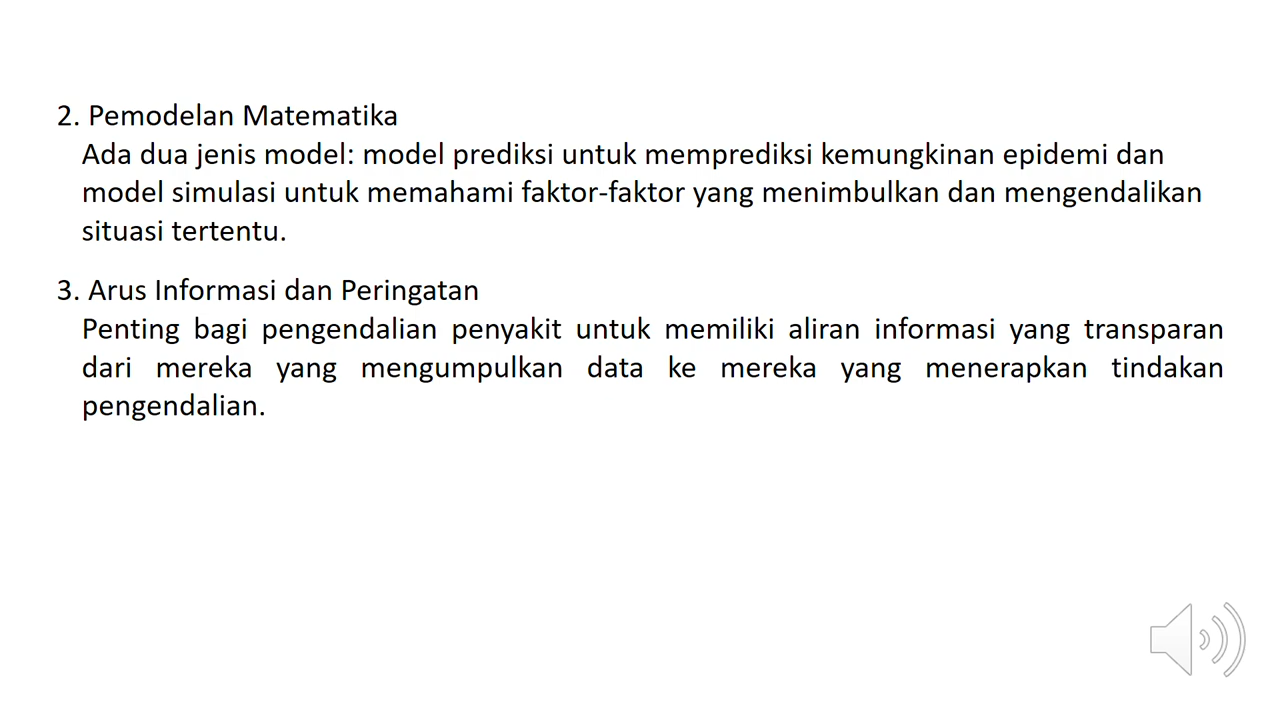 2. Pemodelan Matematika
Ada dua jenis model: model prediksi untuk memprediksi kemungkinan epidemi dan
model simulasi untuk memahami faktor-faktor yang menimbulkan dan mengendalikan
situasi tertentu.
3. Arus Informasi dan Peringatan
Penting bagi pengendalian penyakit untuk memiliki aliran informasi yang transparan
dari mereka yang mengumpulkan data ke mereka yang menerapkan tindakan
pengendalian.